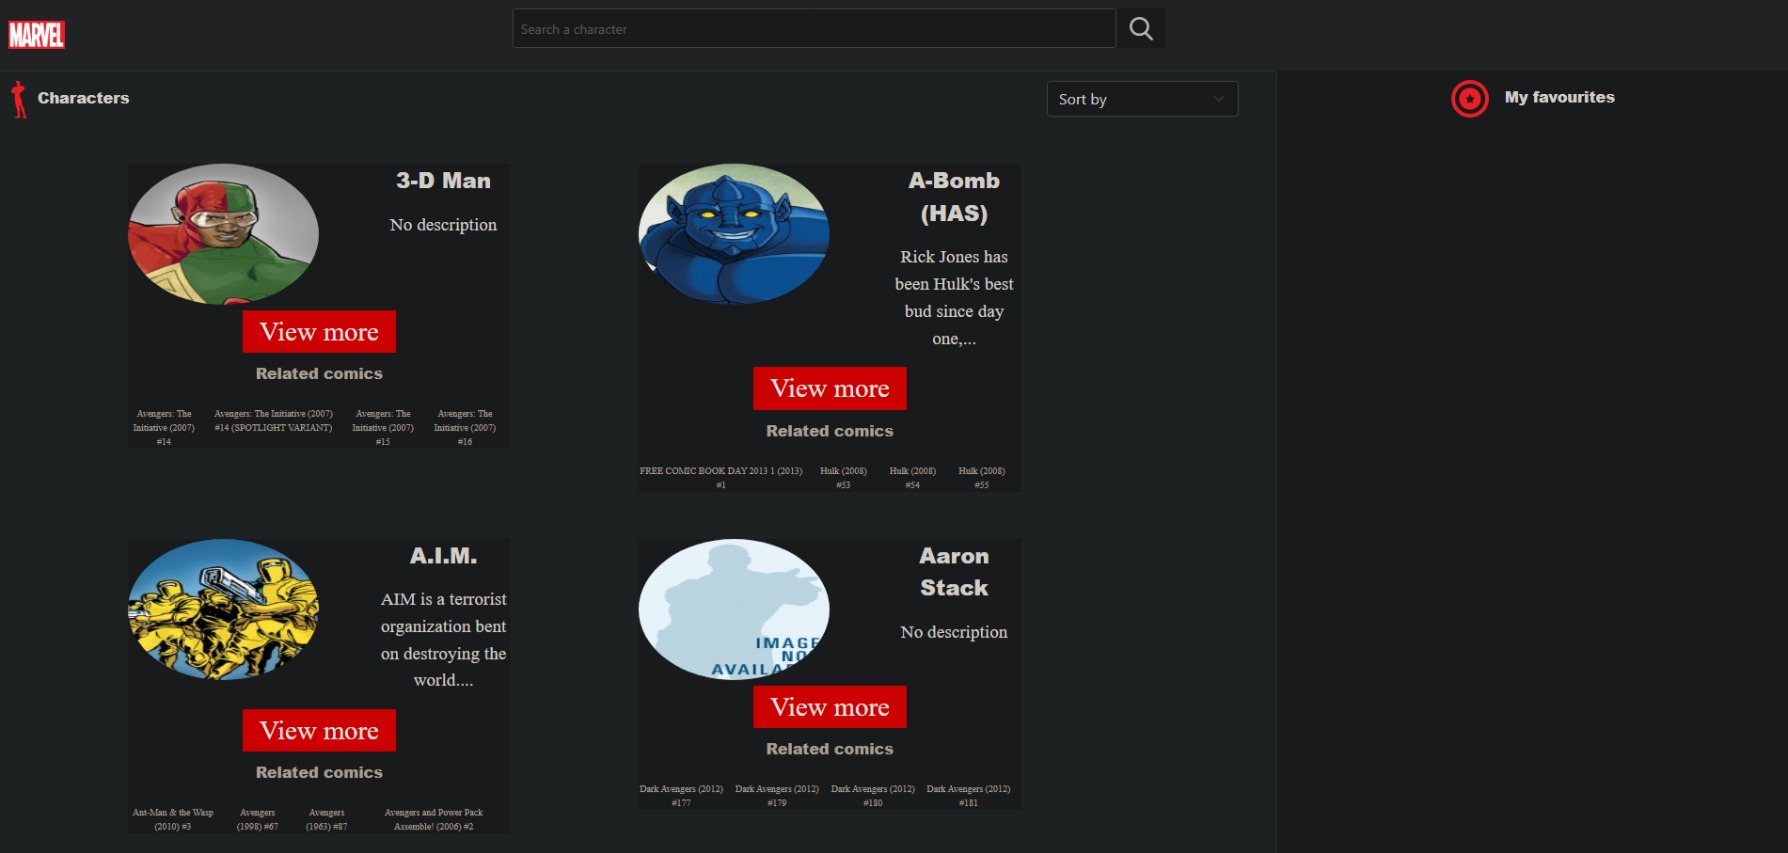 MARVEL
Search a character
Characters
Sort by
My favourites
3-D Man
No description
View more
Related comics
Avengers: The
Initiative (2007)
#14
Avengers: The Initiative (2007)
#14 (SPOTLIGHT VARIANT)
Avengers: The
Initiative (2007)
#15
Avengers: The
Initiative (2007)
#16
A-Bomb
(HAS)
Rick Jones has
been Hulk's best
bud since day
one,...
View more
Related comics
FREE COMIC BOOK DAY 2013 1 (2013)
#1
Hulk (2008)
#53
Hulk (2008)
#54
Hulk (2008)
#55
A.I.M.
AIM is a terrorist
organization bent
on destroying the
world....
View more
Related comics
Ant-Man & the Wasp
(2010) #3
Avengers
(1998) #67
Avengers
(1963) #87
Avengers and Power Pack
Assemble! (2006) #2
Aaron
Stack
No description
IMAGE
NO
AVAILA
View more
Related comics
Dark Avengers (2012)
#177
Dark Avengers (2012)
#179
Dark Avengers (2012)
#180
Dark Avengers (2012)
#181